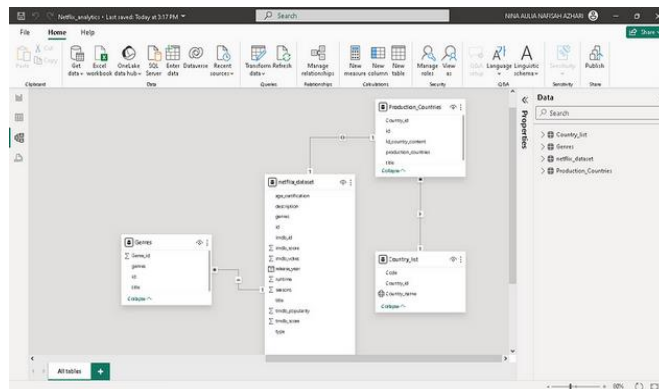 Netflix_analytics • Last saved: Today at 3:17 PM
Search
NINA AULIA NAFISAH AZHARI
File Home Help
Share
Paste
Cut
Copy
Get data
Excel workbook
OneLake data hub
SQL Server
Enter data
Dataverse
Recent sources
Transform data
Refresh
Manage relationships
New measure
New column
New table
Manage roles
View as
Q&A setup
Language
Linguistic schema
Sensitivity
Publish
Clipboard
Data
Queries
Relationships
Calculations
Security
Q&A
Sensitivity
Share
Production_Countries
Country_id
id
id_country_content
production_countries
title
Collapse
netflix_dataset
age_certification
description
genres
id
imdb_id
imdb_score
imdb_votes
release_year
runtime
seasons
title
tmdb_popularity
tmdb_score
type
Genres
Genre_id
genres
id
title
Collapse
Country_list
Code
Country_id
Country_name
Collapse
Properties
Data
Search
Country_list
Genres
netflix_dataset
Production_Countries
All tables